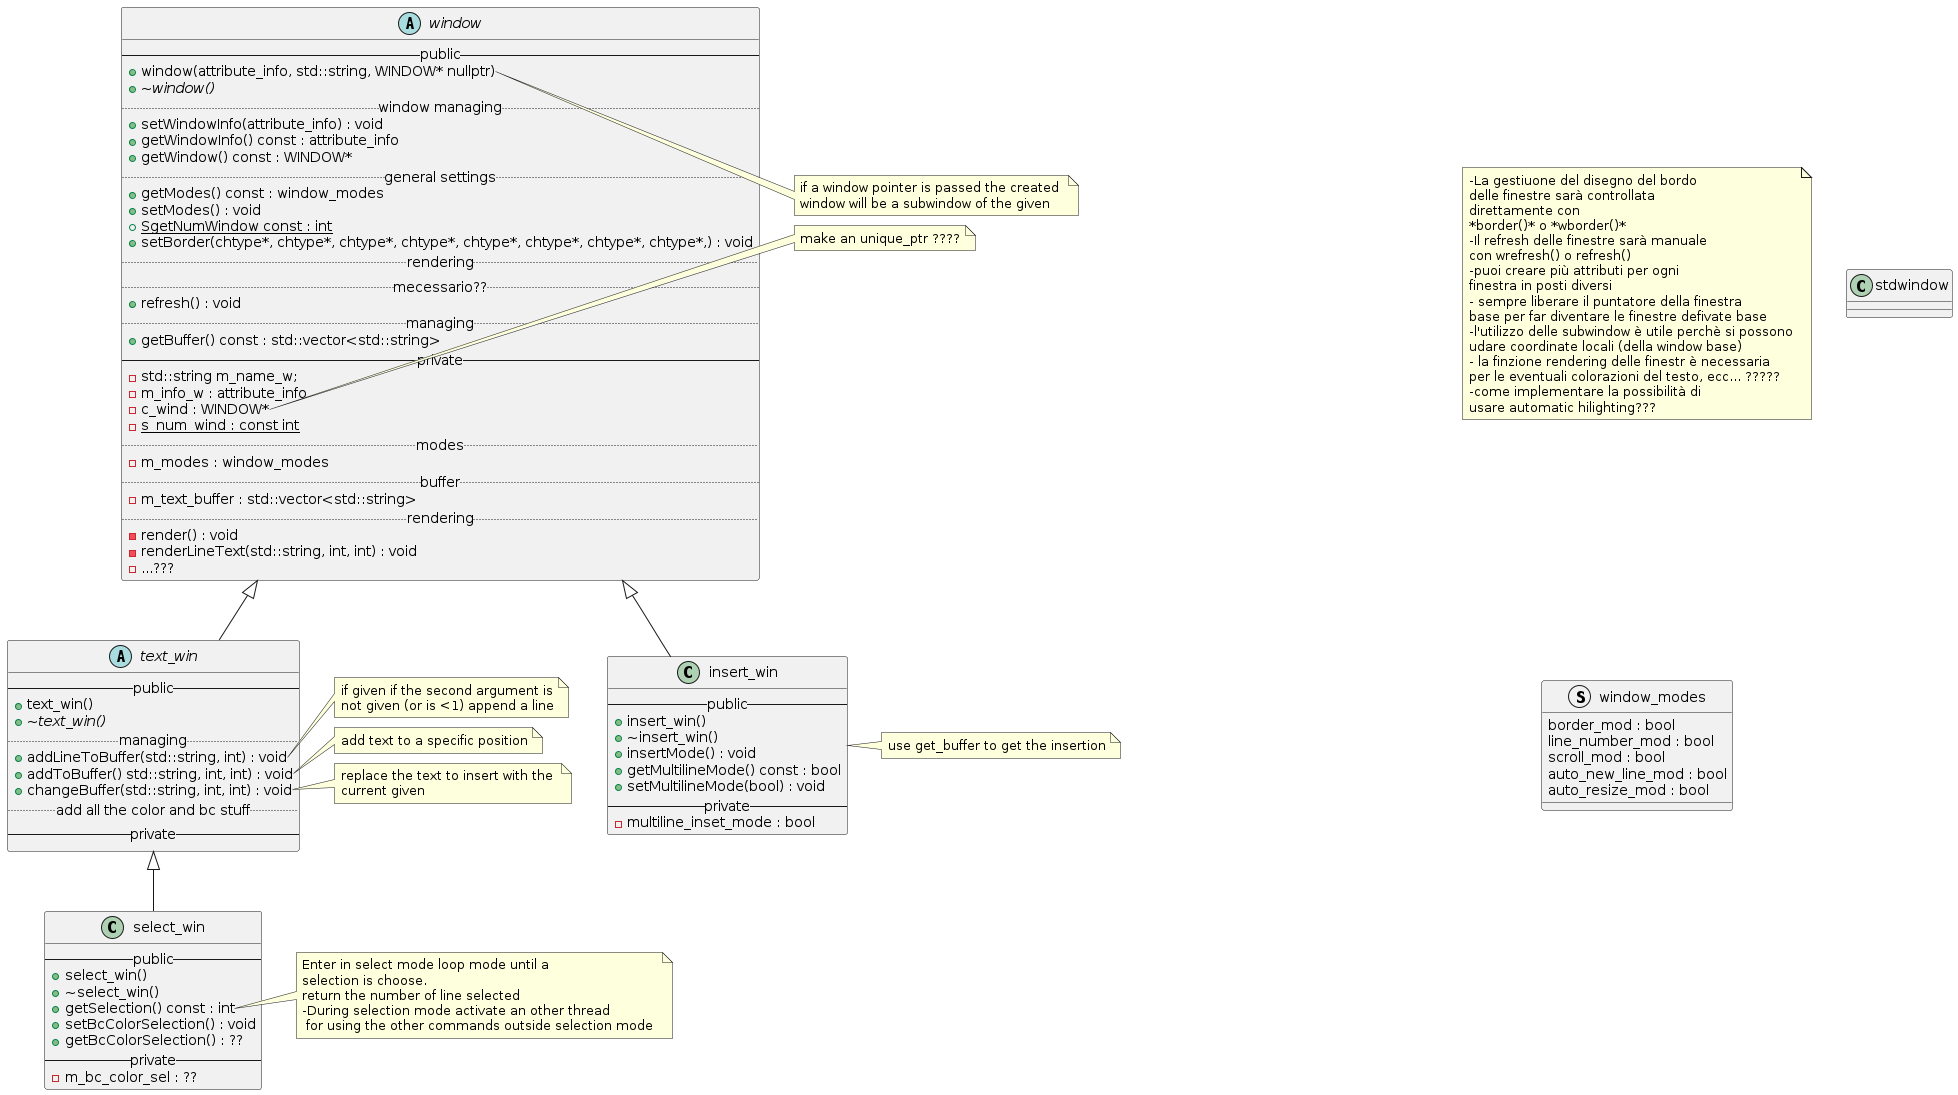 A window
public
window(attribute_info, std::string, WINDOW* nullptr)
~window()
window managing
setWindowInfo(attribute_info) : void
getWindowInfo() const : attribute_info
getWindow() const : WINDOW*
general settings
getModes() const : window_modes
setModes() : void
SgetNumWindow const : int
setBorder(chtype*, chtype*, chtype*, chtype*, chtype*, chtype*, chtype*, chtype*,) : void
rendering
mecessario??
refresh() : void
managing
getBuffer() const : std::vector<std::string>
private
std::string m_name_w;
m_info_w : attribute_info
c_wind : WINDOW*
s_num_wind : const int
modes
m_modes : window_modes
buffer
m_text_buffer : std::vector<std::string>
rendering
render() : void
renderLineText(std::string, int, int) : void
...???
if a window pointer is passed the created
window will be a subwindow of the given
make an unique_ptr ????
-La gestiuone del disegno del bordo
delle finestre sarà controllata
direttamente con
*border()* o *wborder()*
-Il refresh delle finestre sarà manuale
con wrefresh() o refresh()
-puoi creare più attributi per ogni
finestra in posti diversi
- sempre liberare il puntatore della finestra
base per far diventare le finestre defivate base
-l'utilizzo delle subwindow è utile perchè si possono
udare coordinate locali (della window base)
- la finzione rendering delle finestr è necessaria
per le eventuali colorazioni del testo, ecc... ?????
-come implementare la possibilità di
usare automatic hilighting???
C stdwindow
A text_win
public
text_win()
~text_win()
managing
addLineToBuffer(std::string, int) : void
addToBuffer() std::string, int, int) : void
changeBuffer(std::string, int, int) : void
add all the color and bc stuff
private
if given if the second argument is
not given (or is <1) append a line
add text to a specific position
replace the text to insert with the
current given
C insert_win
public
insert_win()
~insert_win()
insertMode() : void
getMultilineMode() const : bool
setMultilineMode(bool) : void
private
multiline_inset_mode : bool
use get_buffer to get the insertion
S window_modes
border_mod : bool
line_number_mod : bool
scroll_mod : bool
auto_new_line_mod : bool
auto_resize_mod : bool
C select_win
public
select_win()
~select_win()
getSelection() const : int
setBcColorSelection() : void
getBcColorSelection() : ??
private
m_bc_color_sel : ??
Enter in select mode loop mode until a
selection is choose.
return the number of line selected
-During selection mode activate an other thread
for using the other commands outside selection mode